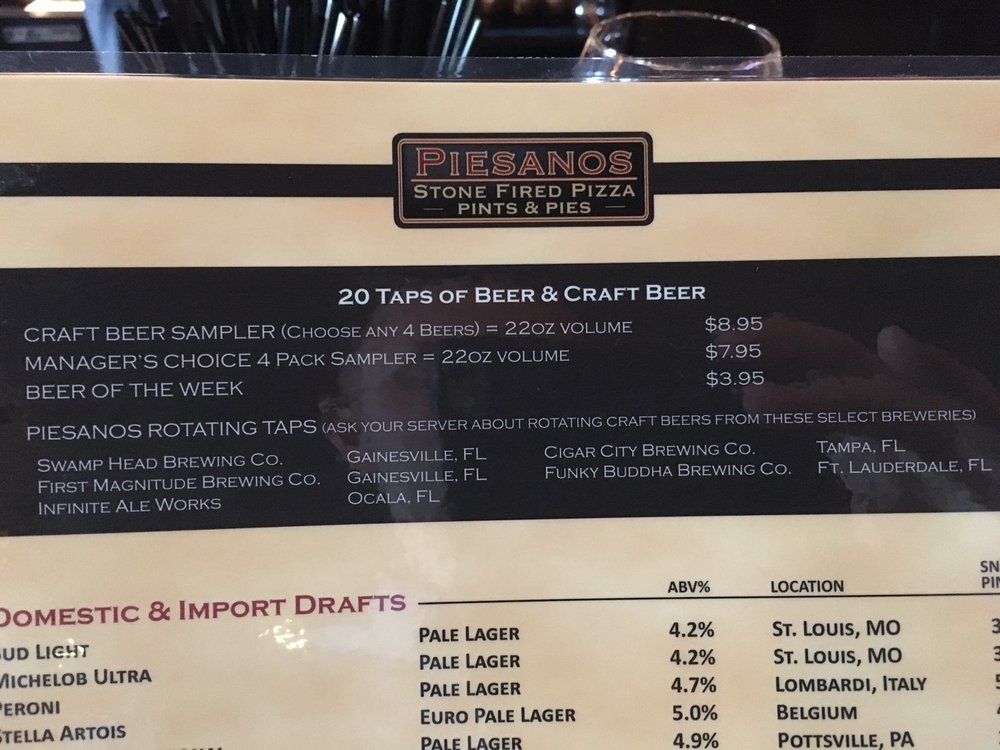 PIESANOS
STONE FIRED PIZZA
PINTS & PIES
20 TAPS OF BEER & CRAFT BEER
CRAFT BEER SAMPLER (CHOOSE ANY 4 BEERS) = 22OZ VOLUME $8.95
MANAGER'S CHOICE 4 PACK SAMPLER = 22OZ VOLUME $7.95
BEER OF THE WEEK $3.95
PIESANOS ROTATING TAPS (ASK YOUR SERVER ABOUT ROTATING CRAFT BEERS FROM THESE SELECT BREWERIES)
SWAMP HEAD BREWING CO. GAINESVILLE, FL CIGAR CITY BREWING CO. TAMPA, FL
FIRST MAGNITUDE BREWING CO. GAINESVILLE, FL FUNKY BUDDHA BREWING CO. FT. LAUDERDALE, FL
INFINITE ALE WORKS OCALA, FL
DOMESTIC & IMPORT DRAFTS ABV% LOCATION
BUD LIGHT PALE LAGER 4.2% ST. LOUIS, MO
MICHELOB ULTRA PALE LAGER 4.2% ST. LOUIS, MO
PERONI PALE LAGER 4.7% LOMBARDI, ITALY
STELLA ARTOIS EURO PALE LAGER 5.0% BELGIUM
PALE LAGER 4.9% POTTSVILLE, PA